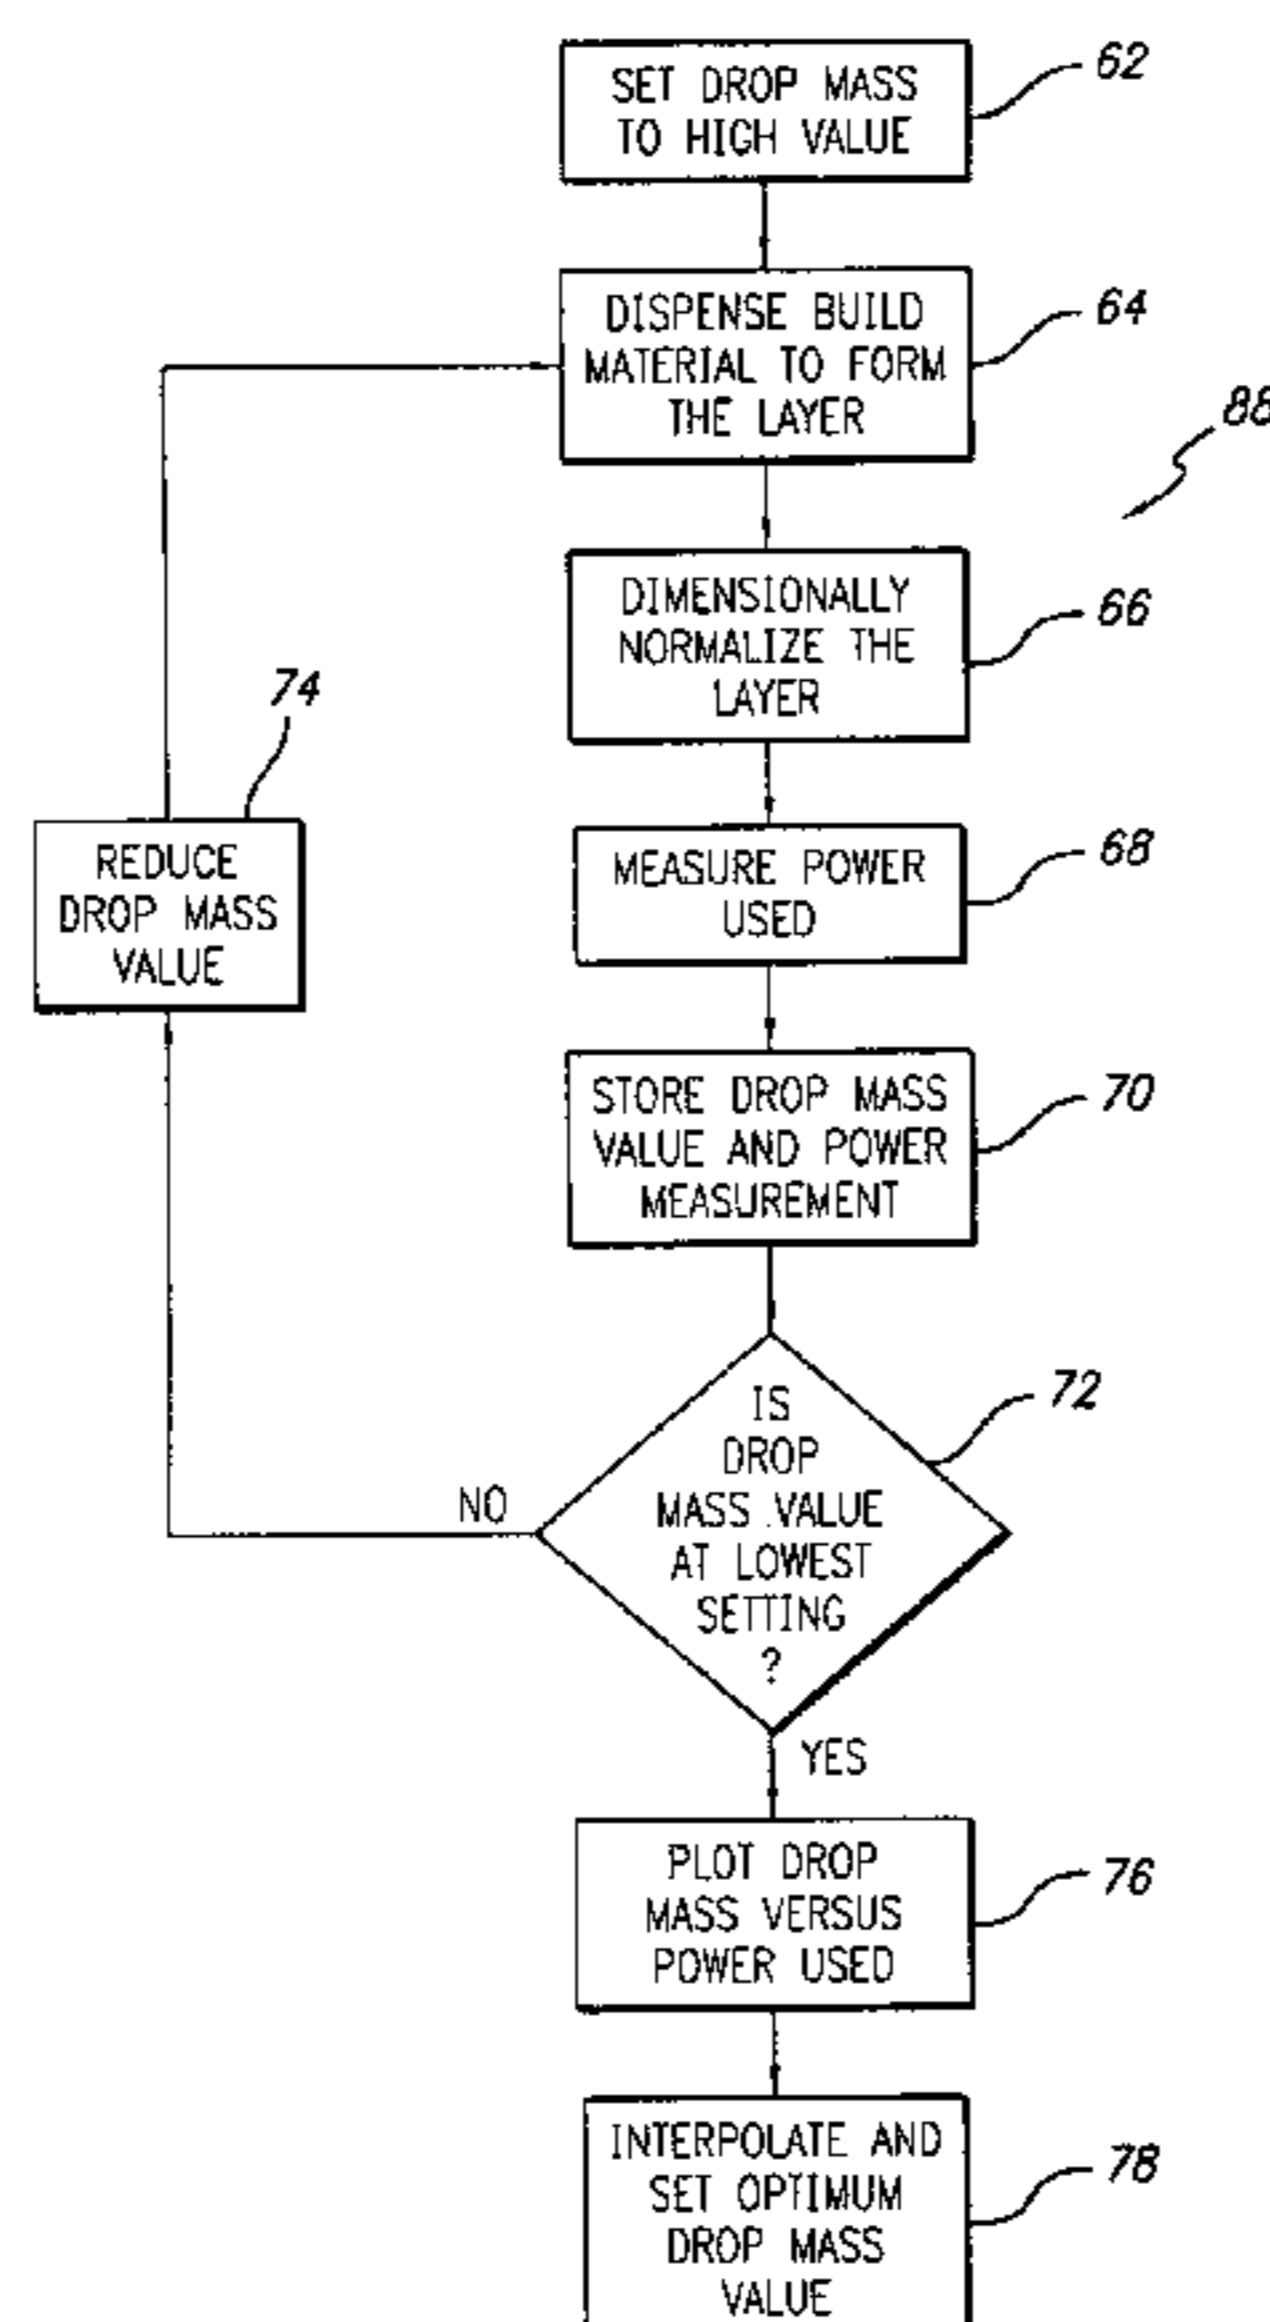 SET DROP MASS
TO HIGH VALUE
62
DISPENSE BUILD
MATERIAL TO FORM
THE LAYER
64
88
DIMENSIONALLY
NORMALIZE THE
LAYER
66
74
REDUCE
DROP MASS
VALUE
MEASURE POWER
USED
68
STORE DROP MASS
VALUE AND POWER
MEASUREMENT
70
IS
DROP
MASS VALUE
AT LOWEST
SETTING
?
72
NO
YES
PLOT DROP
MASS VERSUS
POWER USED
76
INTERPOLATE AND
SET OPTIMUM
DROP MASS
VALUE
78